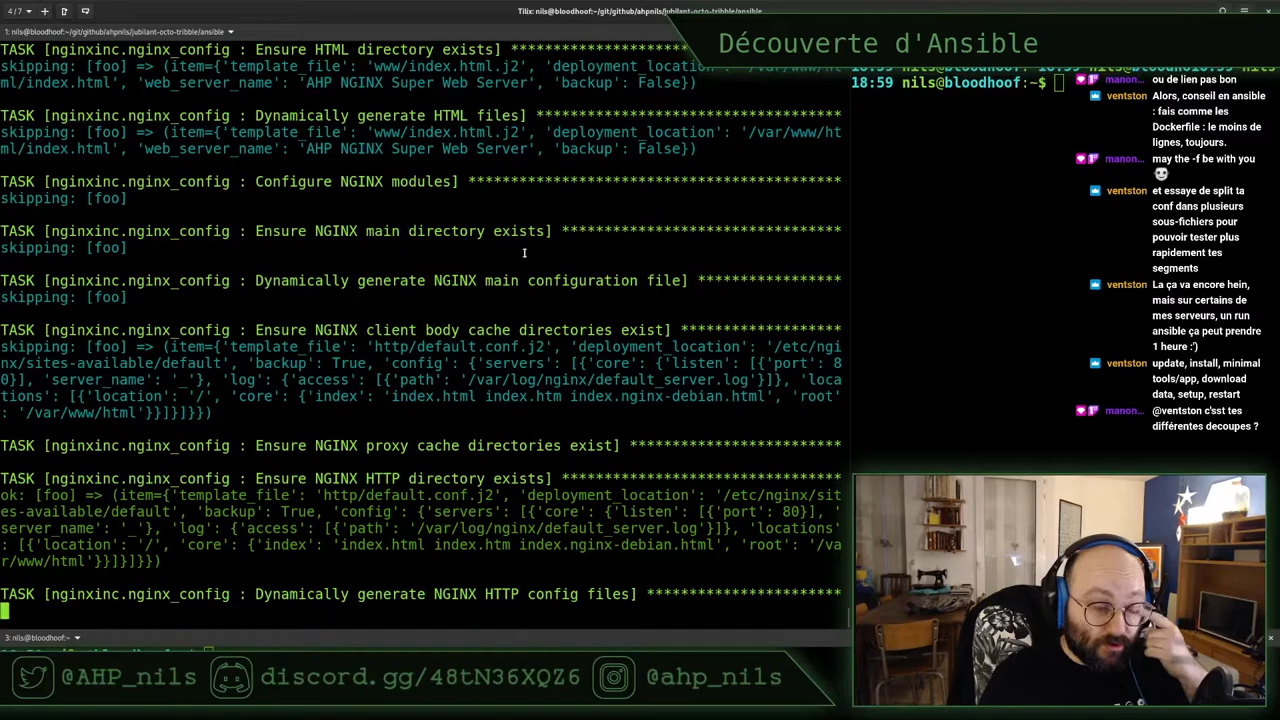 4 / 7
Tilix: nils@bloodhoof:~/git/github/ahpnils/jubilant-octo-tribble/ansible
1: nils@bloodhoof:~/git/github/ahpnils/jubilant-octo-tribble/ansible
Découverte d'Ansible
TASK [nginxinc.nginx_config : Ensure HTML directory exists] ********************
skipping: [foo] => (item={'template_file': 'www/index.html.j2', 'deployment_location':
ml/index.html', 'web_server_name': 'AHP NGINX Super Web Server', 'backup': False})
TASK [nginxinc.nginx_config : Dynamically generate HTML files] *************************************
skipping: [foo] => (item={'template_file': 'www/index.html.j2', 'deployment_location': '/var/www/ht
ml/index.html', 'web_server_name': 'AHP NGINX Super Web Server', 'backup': False})
TASK [nginxinc.nginx_config : Configure NGINX modules] *********************************************
skipping: [foo]
TASK [nginxinc.nginx_config : Ensure NGINX main directory exists] **********************************
skipping: [foo]
TASK [nginxinc.nginx_config : Dynamically generate NGINX main configuration file] *****************
skipping: [foo]
TASK [nginxinc.nginx_config : Ensure NGINX client body cache directories exist] *******************
skipping: [foo] => (item={'template_file': 'http/default.conf.j2', 'deployment_location': '/etc/ngi
nx/sites-available/default', 'backup': True, 'config': {'servers': [{'core': {'listen': [{'port': 8
0}], 'server_name': '_'}, 'log': {'access': [{'path': '/var/log/nginx/default_server.log'}]}, 'loca
tions': [{'location': '/', 'core': {'index': 'index.html index.htm index.nginx-debian.html', 'root'
: '/var/www/html'}}]}]}})
TASK [nginxinc.nginx_config : Ensure NGINX proxy cache directories exist] *************************
TASK [nginxinc.nginx_config : Ensure NGINX HTTP directory exists] **********************************
ok: [foo] => (item={'template_file': 'http/default.conf.j2', 'deployment_location': '/etc/nginx/sit
es-available/default', 'backup': True, 'config': {'servers': [{'core': {'listen': [{'port': 80}], '
server_name': '_'}, 'log': {'access': [{'path': '/var/log/nginx/default_server.log'}]}, 'locations'
: [{'location': '/', 'core': {'index': 'index.html index.htm index.nginx-debian.html', 'root': '/va
r/www/html'}}]}]}})
TASK [nginxinc.nginx_config : Dynamically generate NGINX HTTP config files] ***********************
3: nils@bloodhoof:~
18:59 nils@bloodhoof:~$
manon... ou de lien pas bon
ventston Alors, conseil en ansible
: fais comme les
Dockerfile : le moins de
lignes, toujours.
manon... may the -f be with you
ventston et essaye de split ta
conf dans plusieurs
sous-fichiers pour
pouvoir tester plus
rapidement tes
segments
ventston La ça va encore hein,
mais sur certains de
mes serveurs, un run
ansible ça peut prendre
1 heure :')
ventston update, install, minimal
tools/app, download
data, setup, restart
manon... @ventston c'sst tes
différentes decoupes ?
@AHP_nils
discord.gg/48tN36XQZ6
@ahp_nils